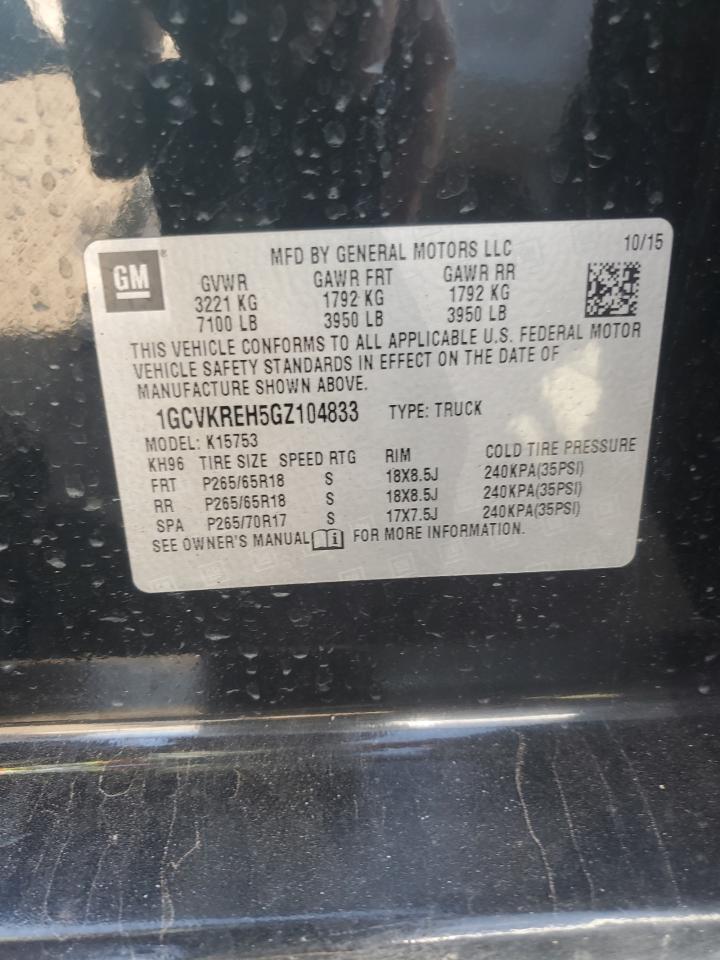 GM
MFD BY GENERAL MOTORS LLC 10/15
GVWR GAWR FRT GAWR RR
3221 KG 1792 KG 1792 KG
7100 LB 3950 LB 3950 LB
THIS VEHICLE CONFORMS TO ALL APPLICABLE U.S. FEDERAL MOTOR
VEHICLE SAFETY STANDARDS IN EFFECT ON THE DATE OF
MANUFACTURE SHOWN ABOVE.
1GCVKREH5GZ104833 TYPE: TRUCK
MODEL: K15753
KH96 TIRE SIZE SPEED RTG RIM COLD TIRE PRESSURE
FRT P265/65R18 S 18X8.5J 240KPA(35PSI)
RR P265/65R18 S 18X8.5J 240KPA(35PSI)
SPA P265/70R17 S 17X7.5J 240KPA(35PSI)
SEE OWNER'S MANUAL i FOR MORE INFORMATION.